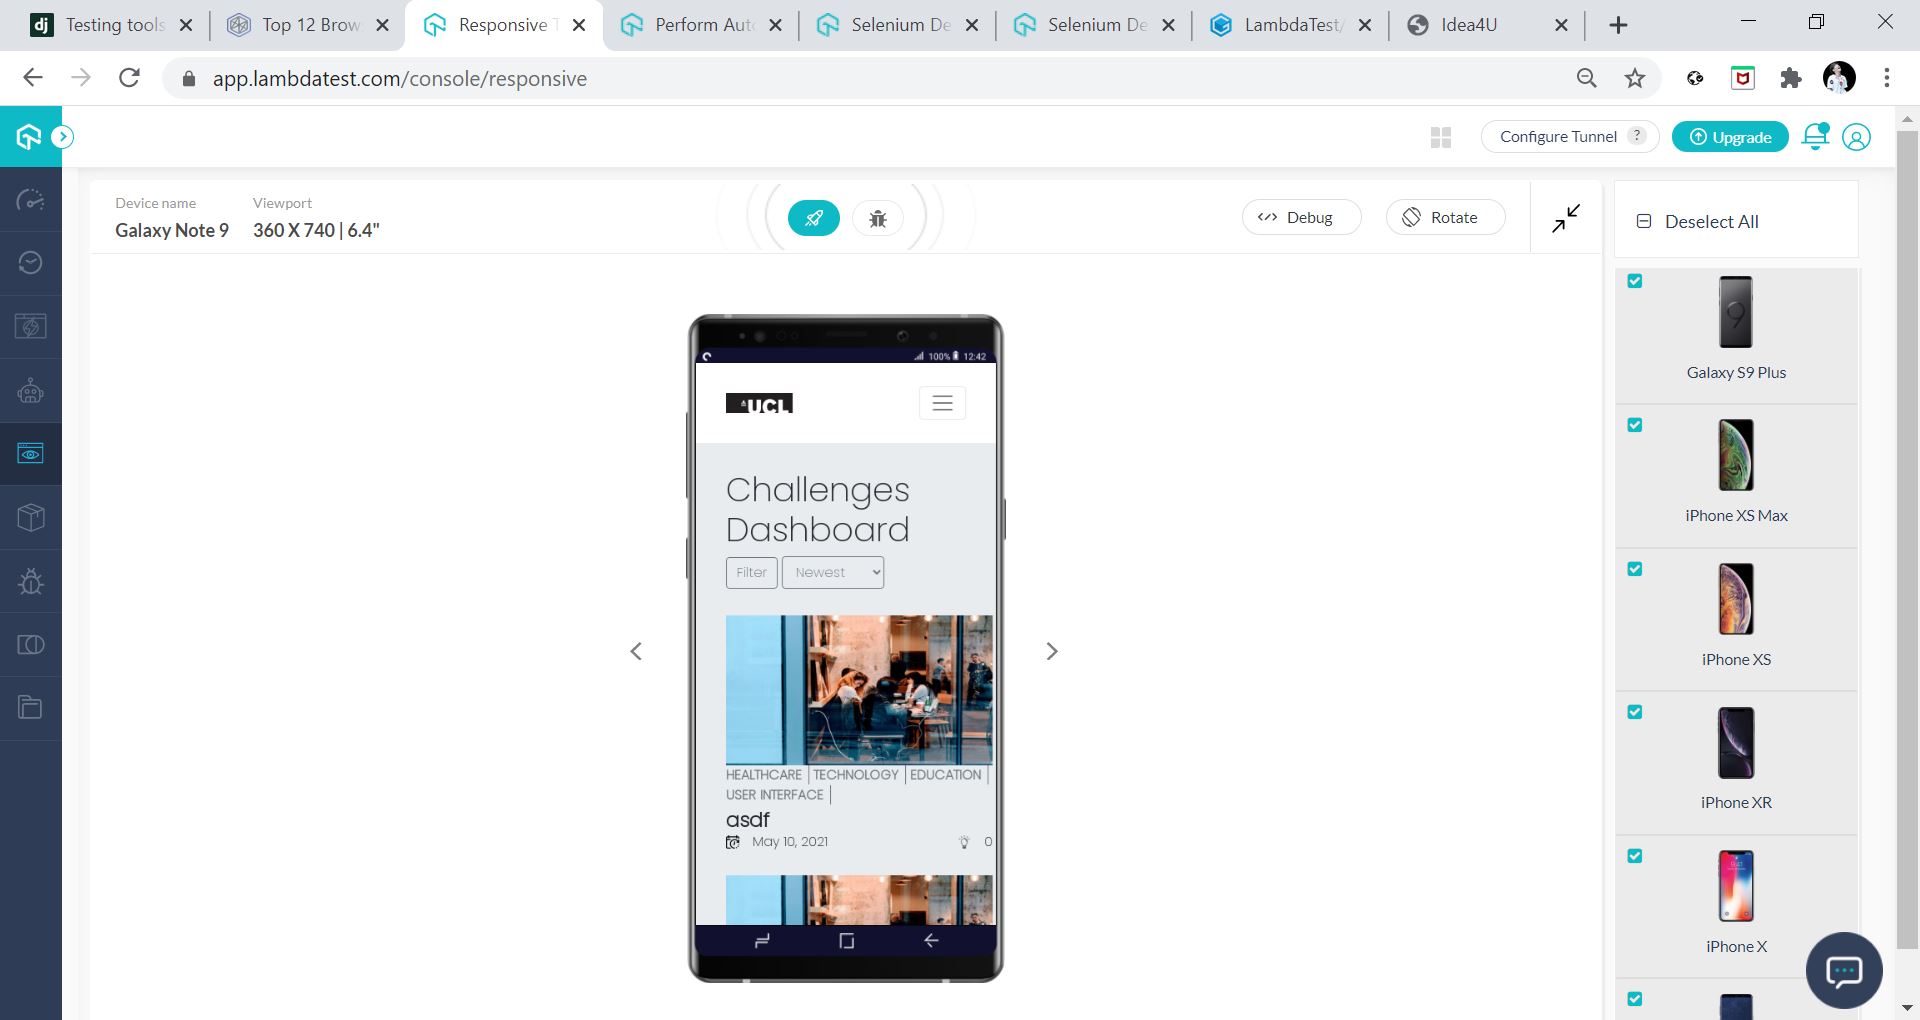 dj Testing tools
Top 12 Brow
Responsive T
Perform Auto
Selenium De
Selenium De
LambdaTest/
Idea4U
app.lambdatest.com/console/responsive
Configure Tunnel ?
Upgrade
Device name
Viewport
Galaxy Note 9
360 X 740 | 6.4"
Debug
Rotate
Deselect All
100% 12:42
UCL
Challenges
Dashboard
Filter
Newest
HEALTHCARE | TECHNOLOGY | EDUCATION |
USER INTERFACE |
asdf
May 10, 2021
0
Galaxy S9 Plus
iPhone XS Max
iPhone XS
iPhone XR
iPhone X